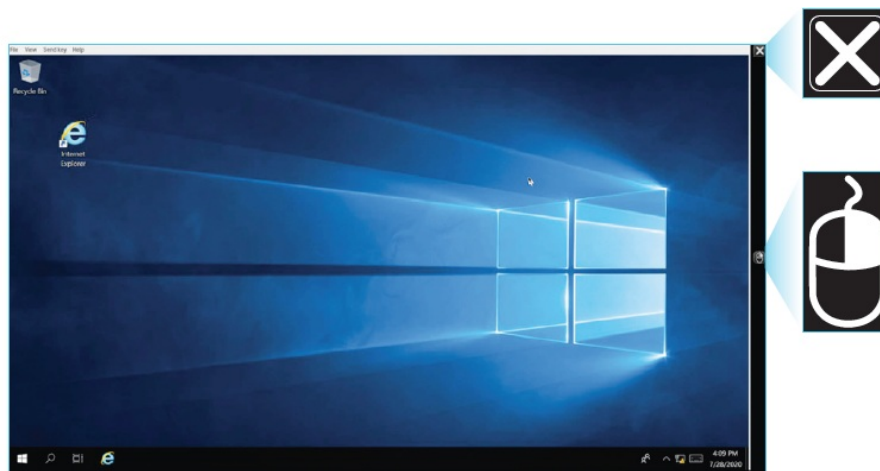 File View Send key Help
Recycle Bin
Internet
Explorer
4:09 PM
7/28/2020